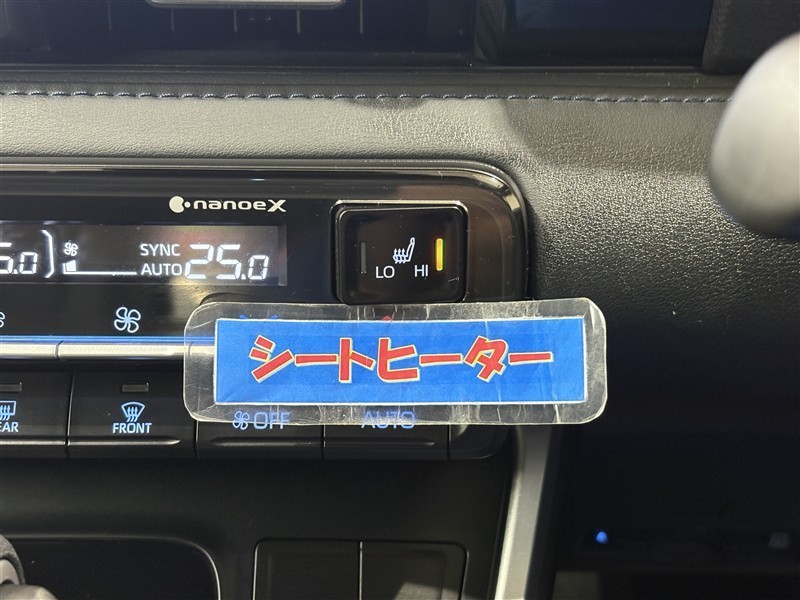 nanoeX
SYNC
AUTO 25.0
5.0
LO HI
シートヒーター
EAR
FRONT
OFF
AUTO